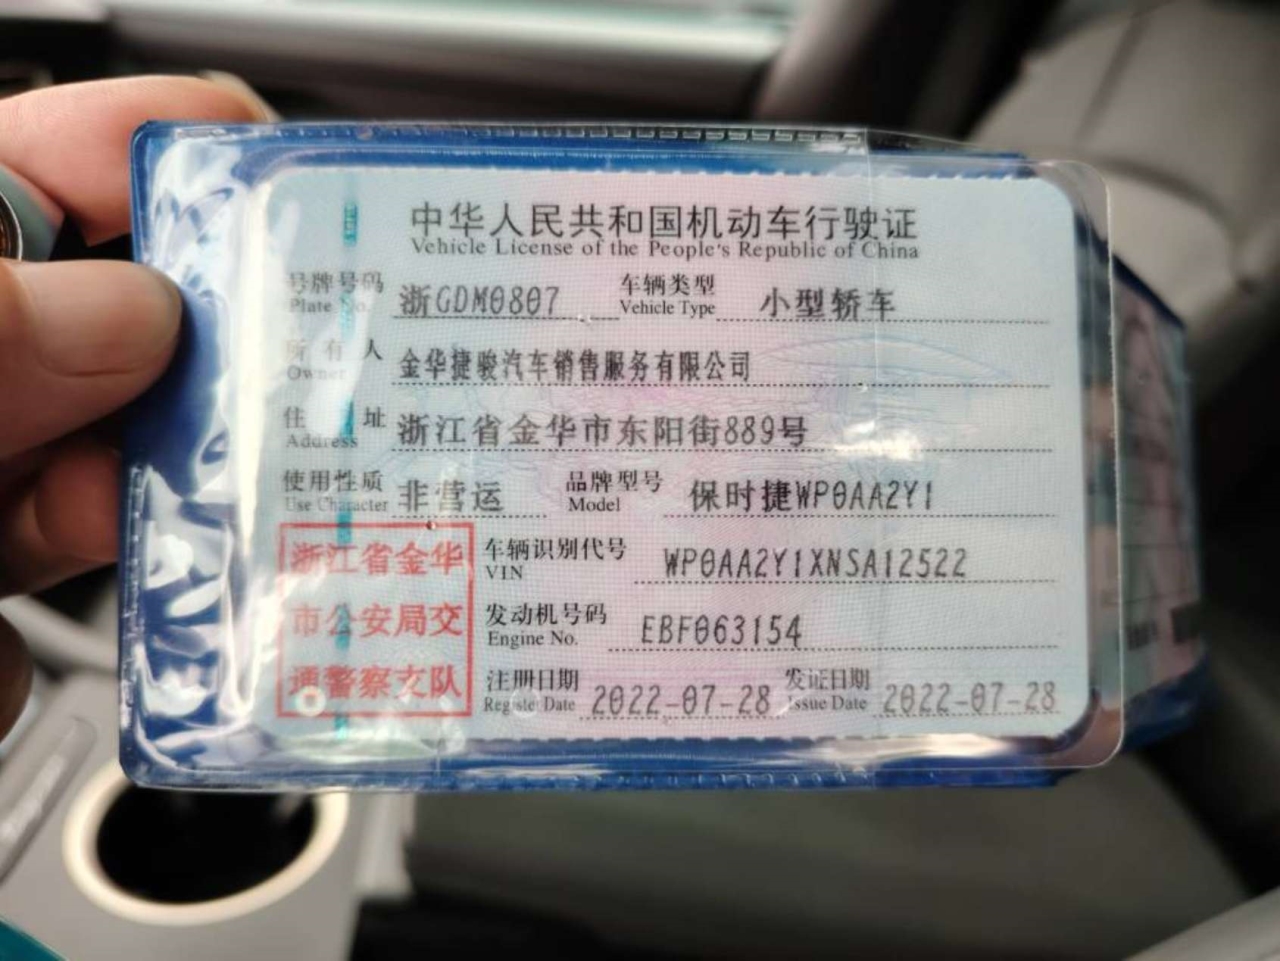 中华人民共和国机动车行驶证
Vehicle License of the People's Republic of China
号牌号码 浙GDM0807 车辆类型 小型轿车
Plate No. Vehicle Type
所有人 金华捷骏汽车销售服务有限公司
Owner
住址 浙江省金华市东阳街889号
Address
使用性质 非营运 品牌型号 保时捷WP0AA2Y1
Use Character Model
浙江省金华
市公安局交
通警察支队
车辆识别代号 WP0AA2Y1XNSA12522
VIN
发动机号码 EBF063154
Engine No.
注册日期 2022-07-28 发证日期 2022-07-28
Register Date Issue Date